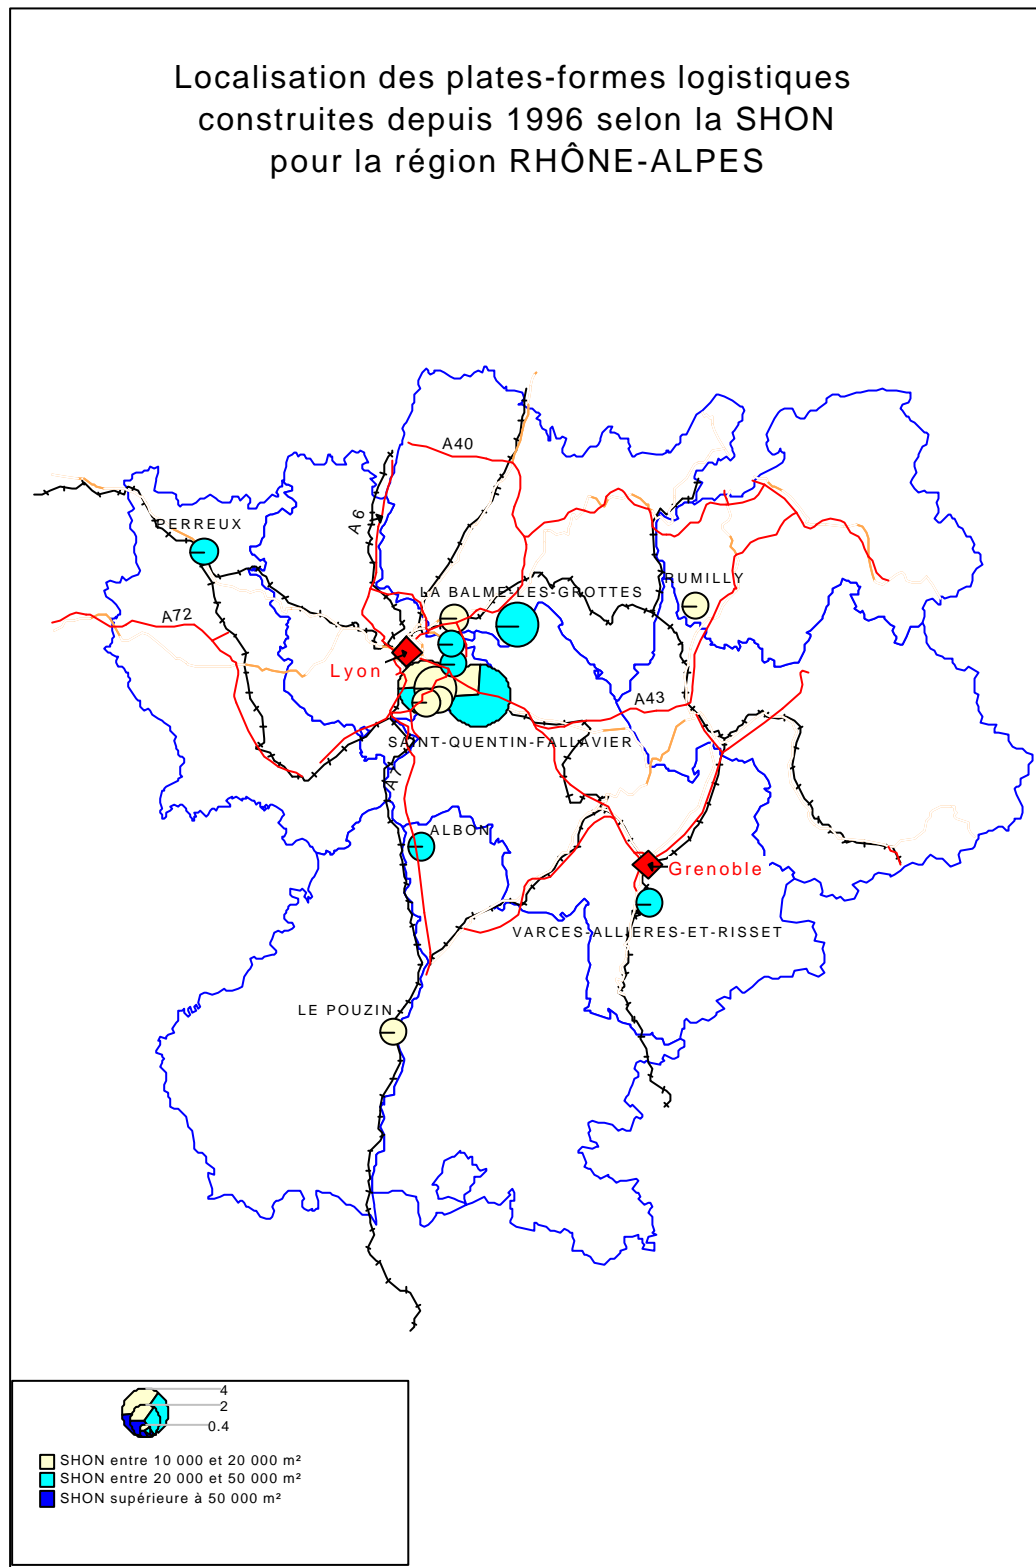 Localisation des plates-formes logistiques
construites depuis 1996 selon la SHON
pour la région RHÔNE-ALPES
A40
A6
PERREUX
LA BALME-LES-GROTTES
RUMILLY
A72
Lyon
A43
SAINT-QUENTIN-FALLAVIER
A7
ALBON
Grenoble
VARCES-ALLIERES-ET-RISSET
LE POUZIN
4
2
0.4
SHON entre 10 000 et 20 000 m²
SHON entre 20 000 et 50 000 m²
SHON supérieure à 50 000 m²